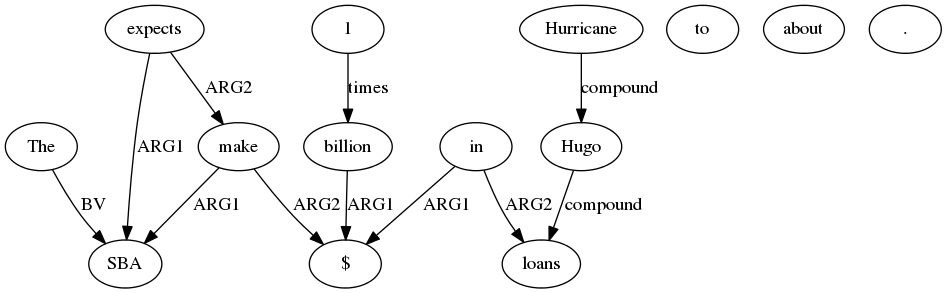 expects 1 Hurricane to about .
ARG2 times compound
The ARG1 make billion in Hugo
BV ARG1 ARG2 ARG1 ARG1 ARG2 compound
SBA $ loans